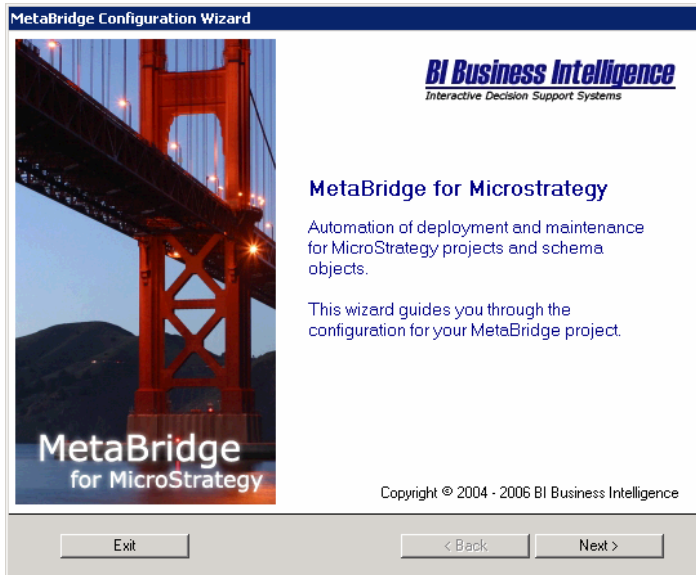 MetaBridge Configuration Wizard
BI Business Intelligence
Interactive Decision Support Systems
MetaBridge for Microstrategy
Automation of deployment and maintenance
for MicroStrategy projects and schema
objects.
This wizard guides you through the
configuration for your MetaBridge project.
MetaBridge
for MicroStrategy
Copyright © 2004 - 2006 BI Business Intelligence
Exit
< Back
Next >